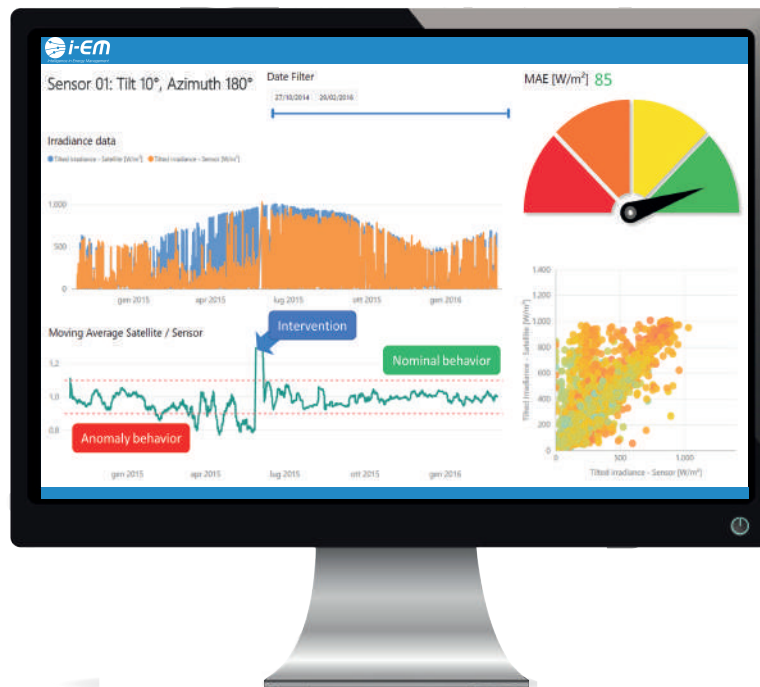 i-EM
Intelligence in Energy Management
Sensor 01: Tilt 10°, Azimuth 180°
Date Filter
27/10/2014 29/02/2016
MAE [W/m²] 85
Irradiance data
Tilted irradiance - Satellite [W/m²] Tilted irradiance - Sensor [W/m²]
1.000
500
0
gen 2015 apr 2015 lug 2015 ott 2015 gen 2016
Moving Average Satellite / Sensor
Intervention
Nominal behavior
Anomaly behavior
1,2
1,0
0,8
gen 2015 apr 2015 lug 2015 ott 2015 gen 2016
1.400
1.200
1.000
800
600
400
200
0
Tilted irradiance - Satellite [W/m²]
0 500 1.000
Tilted irradiance - Sensor [W/m²]